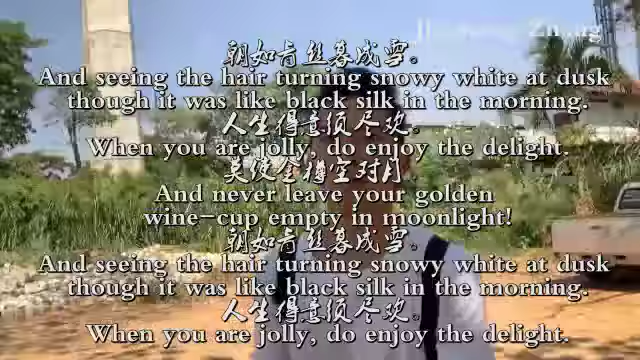 朝如青丝暮成雪。
And seeing the hair turning snowy white at dusk
though it was like black silk in the morning.
人生得意须尽欢。
When you are jolly, do enjoy the delight.
莫使金樽空对月
And never leave your golden
wine-cup empty in moonlight!
朝如青丝暮成雪。
And seeing the hair turning snowy white at dusk
though it was like black silk in the morning.
人生得意须尽欢。
When you are jolly, do enjoy the delight.